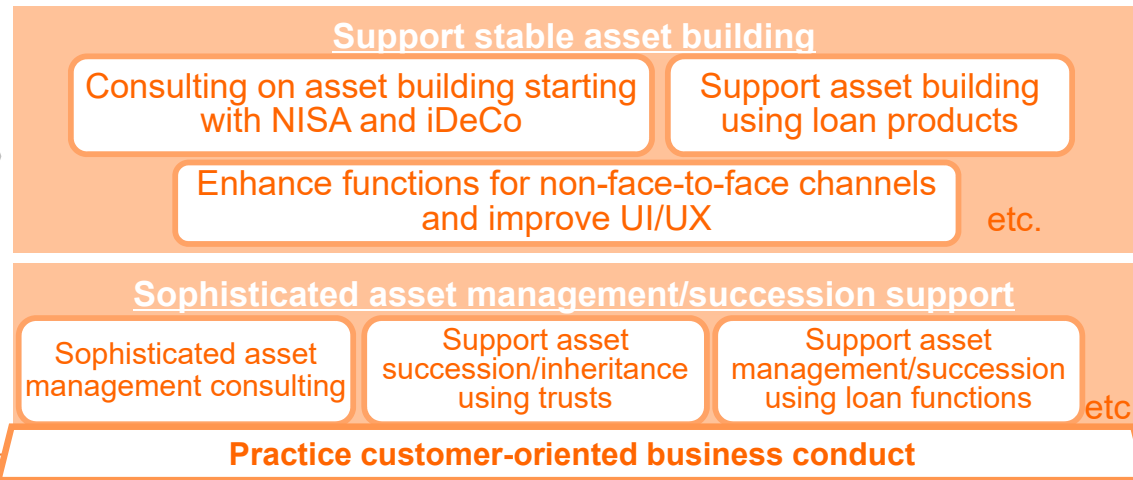 Support stable asset building
Consulting on asset building starting
with NISA and iDeCo
Support asset building
using loan products
Enhance functions for non-face-to-face channels
and improve UI/UX
etc.
Sophisticated asset management/succession support
Sophisticated asset
management consulting
Support asset
succession/inheritance
using trusts
Support asset
management/succession
using loan functions
etc
Practice customer-oriented business conduct